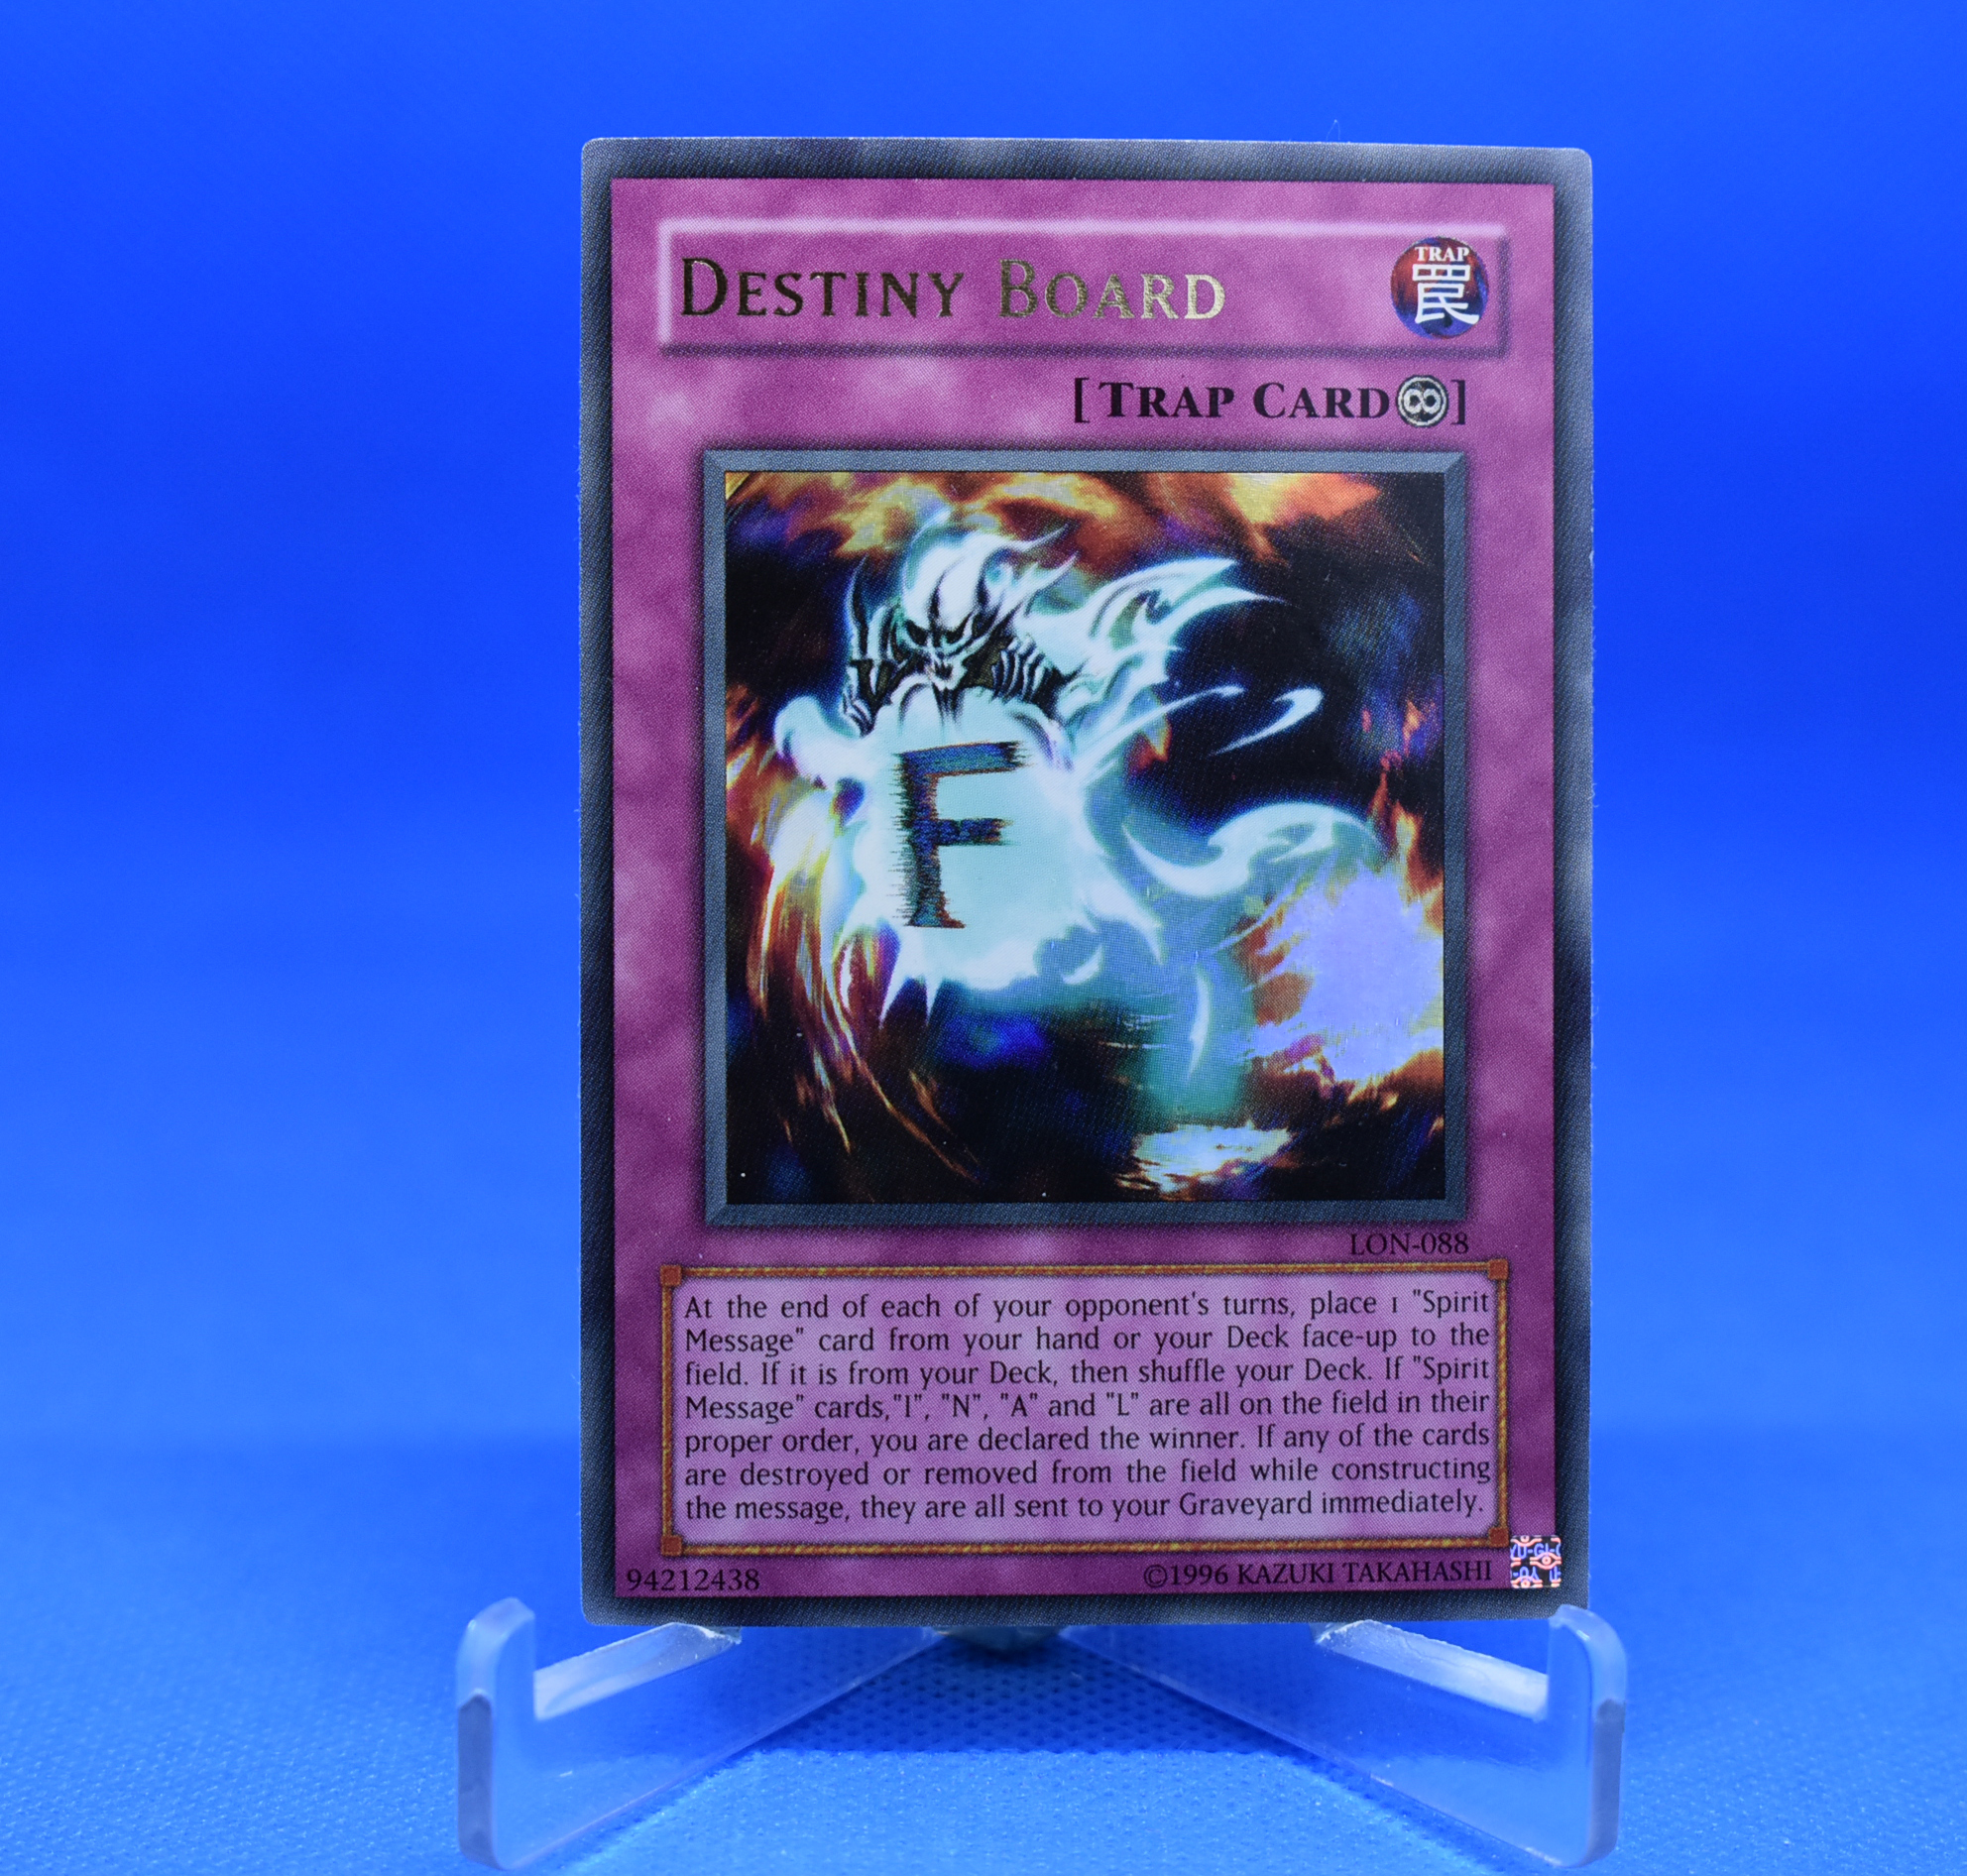 DESTINY BOARD
TRAP
罠
[TRAP CARD∞]
F
LON-088
At the end of each of your opponent's turns, place 1 "Spirit
Message" card from your hand or your Deck face-up to the
field. If it is from your Deck, then shuffle your Deck. If "Spirit
Message" cards,"I", "N", "A" and "L" are all on the field in their
proper order, you are declared the winner. If any of the cards
are destroyed or removed from the field while constructing
the message, they are all sent to your Graveyard immediately.
94212438
©1996 KAZUKI TAKAHASHI